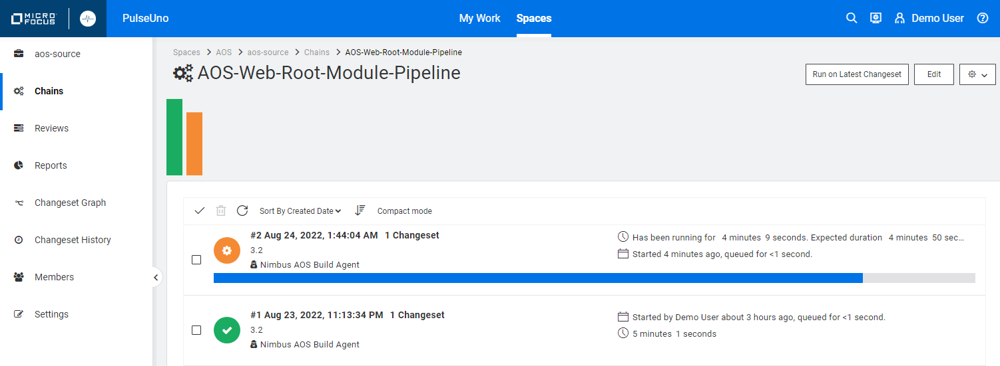 MICRO FOCUS
PulseUno
My Work
Spaces
Demo User
aos-source
Chains
Reviews
Reports
Changeset Graph
Changeset History
Members
Settings
Spaces AOS aos-source Chains AOS-Web-Root-Module-Pipeline
AOS-Web-Root-Module-Pipeline
Run on Latest Changeset
Edit
Sort By Created Date
Compact mode
#2 Aug 24, 2022, 1:44:04 AM 1 Changeset
3.2
Nimbus AOS Build Agent
Has been running for 4 minutes 9 seconds. Expected duration 4 minutes 50 sec...
Started 4 minutes ago, queued for <1 second.
#1 Aug 23, 2022, 11:13:34 PM 1 Changeset
3.2
Nimbus AOS Build Agent
Started by Demo User about 3 hours ago, queued for <1 second.
5 minutes 1 seconds